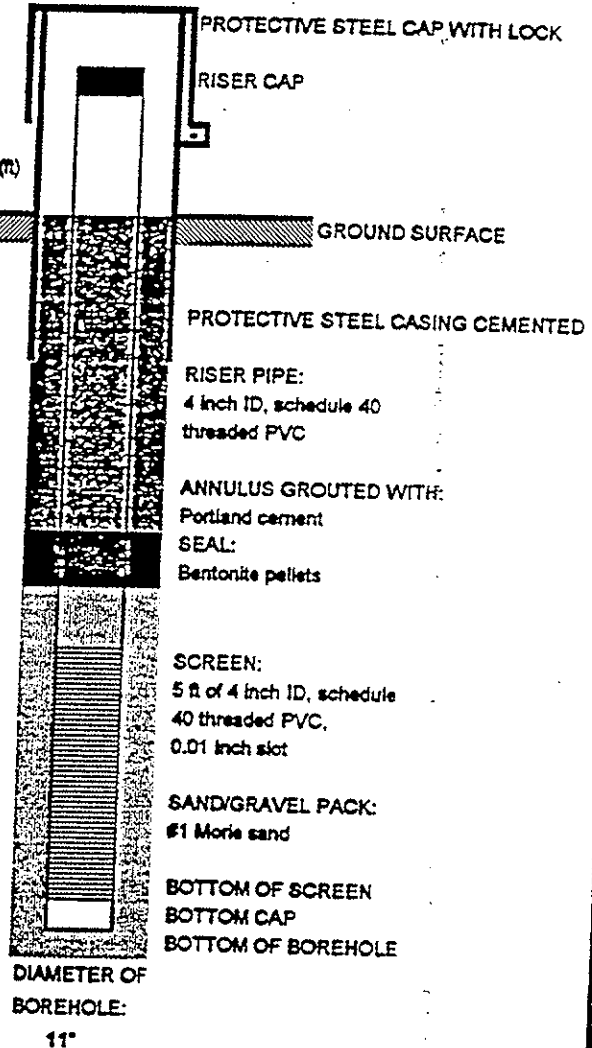 PROTECTIVE STEEL CAP WITH LOCK
RISER CAP
(ft)
GROUND SURFACE
PROTECTIVE STEEL CASING CEMENTED
RISER PIPE:
4 inch ID, schedule 40
threaded PVC
ANNULUS GROUTED WITH:
Portland cement
SEAL:
Bentonite pellets
SCREEN:
5 ft of 4 inch ID, schedule
40 threaded PVC,
0.01 inch slot
SAND/GRAVEL PACK:
#1 Morie sand
BOTTOM OF SCREEN
BOTTOM CAP
BOTTOM OF BOREHOLE
DIAMETER OF
BOREHOLE:
11"